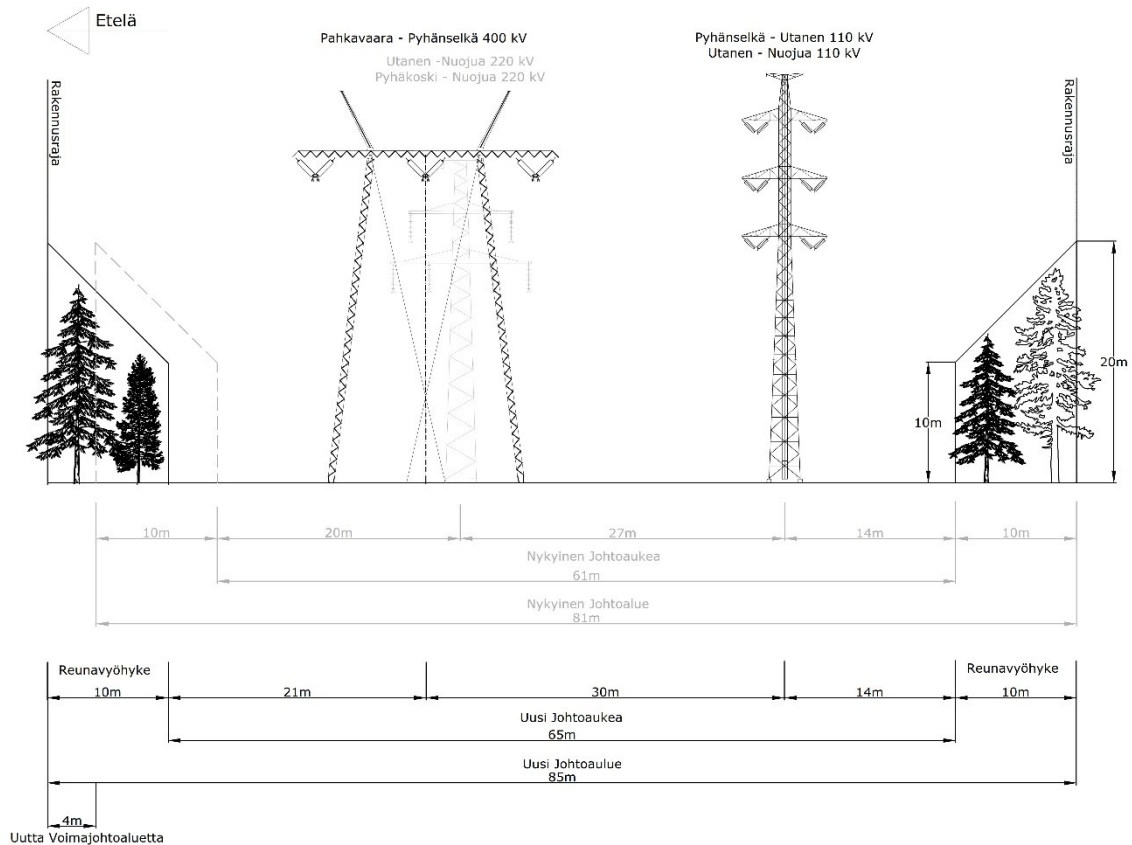 Etelä
Pahkavaara - Pyhänselkä 400 kV
Utanen -Nuojua 220 kV
Pyhäkoski - Nuojua 220 kV
Pyhänselkä - Utanen 110 kV
Utanen - Nuojua 110 kV
Rakennusraja
Rakennusraja
20m
10m
10m
20m
27m
14m
10m
Nykyinen Johtoaukea
61m
Nykyinen Johtoalue
81m
Reunavyöhyke
Reunavyöhyke
10m
21m
30m
14m
10m
Uusi Johtoaukea
65m
Uusi Johtoaulue
85m
4m
Uutta Voimajohtoaluetta